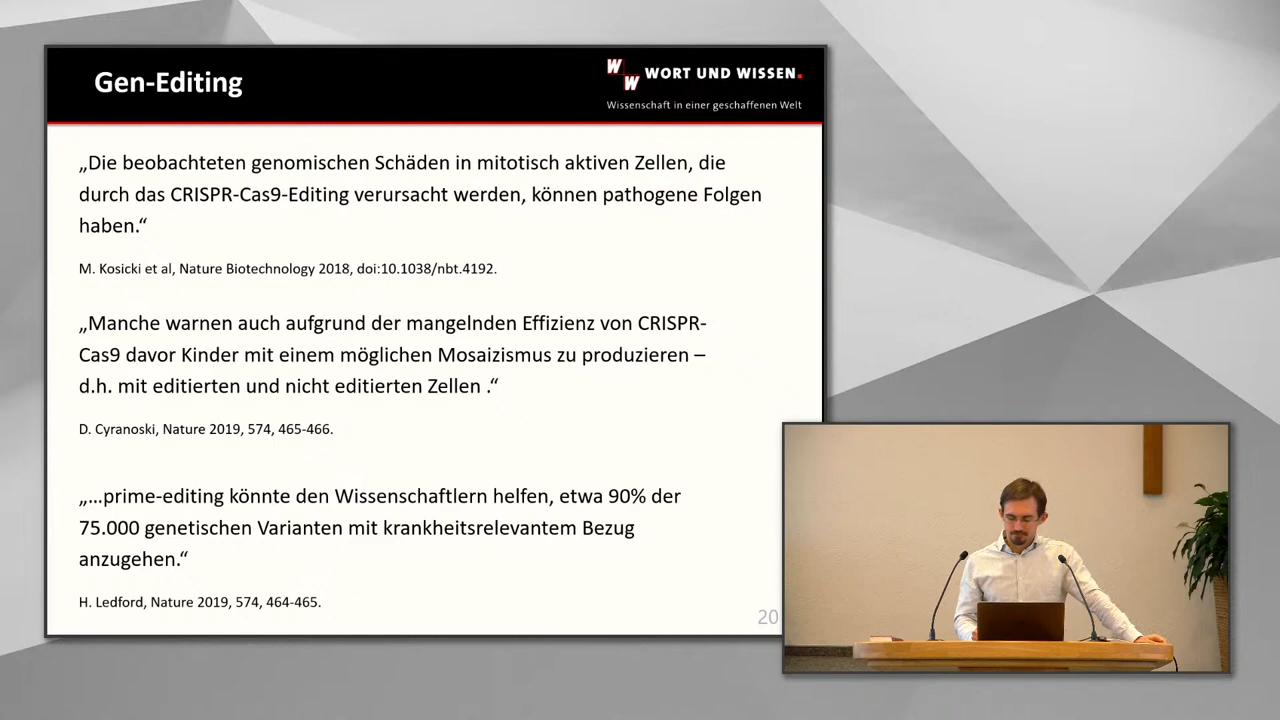 Gen-Editing
WORT UND WISSEN.
Wissenschaft in einer geschaffenen Welt
„Die beobachteten genomischen Schäden in mitotisch aktiven Zellen, die
durch das CRISPR-Cas9-Editing verursacht werden, können pathogene Folgen
haben.“
M. Kosicki et al, Nature Biotechnology 2018, doi:10.1038/nbt.4192.
„Manche warnen auch aufgrund der mangelnden Effizienz von CRISPR-
Cas9 davor Kinder mit einem möglichen Mosaizismus zu produzieren –
d.h. mit editierten und nicht editierten Zellen .“
D. Cyranoski, Nature 2019, 574, 465-466.
„…prime-editing könnte den Wissenschaftlern helfen, etwa 90% der
75.000 genetischen Varianten mit krankheitsrelevantem Bezug
anzugehen.“
H. Ledford, Nature 2019, 574, 464-465.
20
W
W